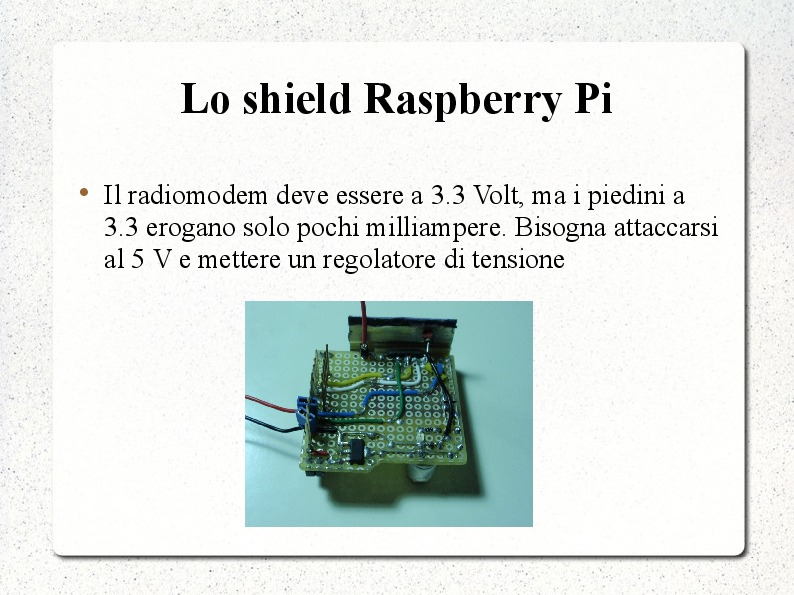 Lo shield Raspberry Pi
Il radiomodem deve essere a 3.3 Volt, ma i piedini a
3.3 erogano solo pochi milliampere. Bisogna attaccarsi
al 5 V e mettere un regolatore di tensione